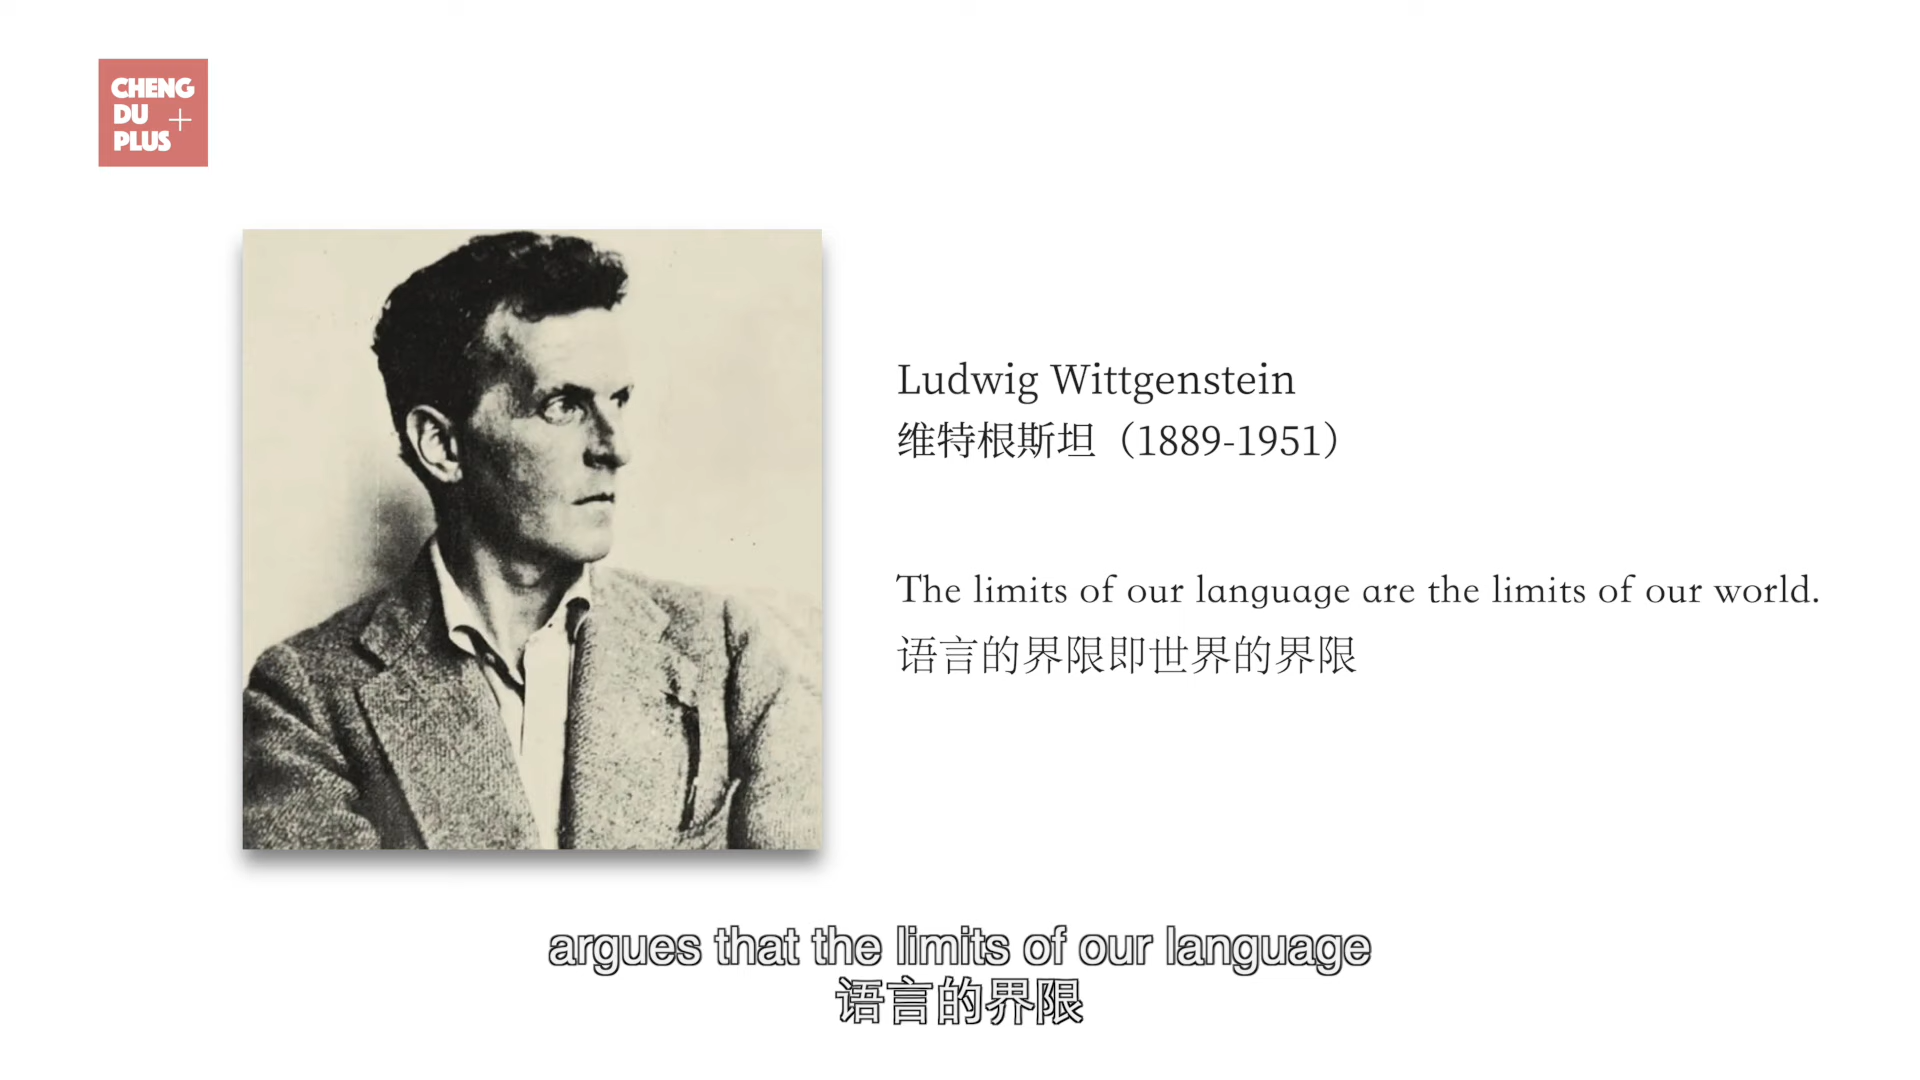 CHENG
DU +
PLUS
Ludwig Wittgenstein
维特根斯坦（1889-1951）
The limits of our language are the limits of our world.
语言的界限即世界的界限
argues that the limits of our language
语言的界限